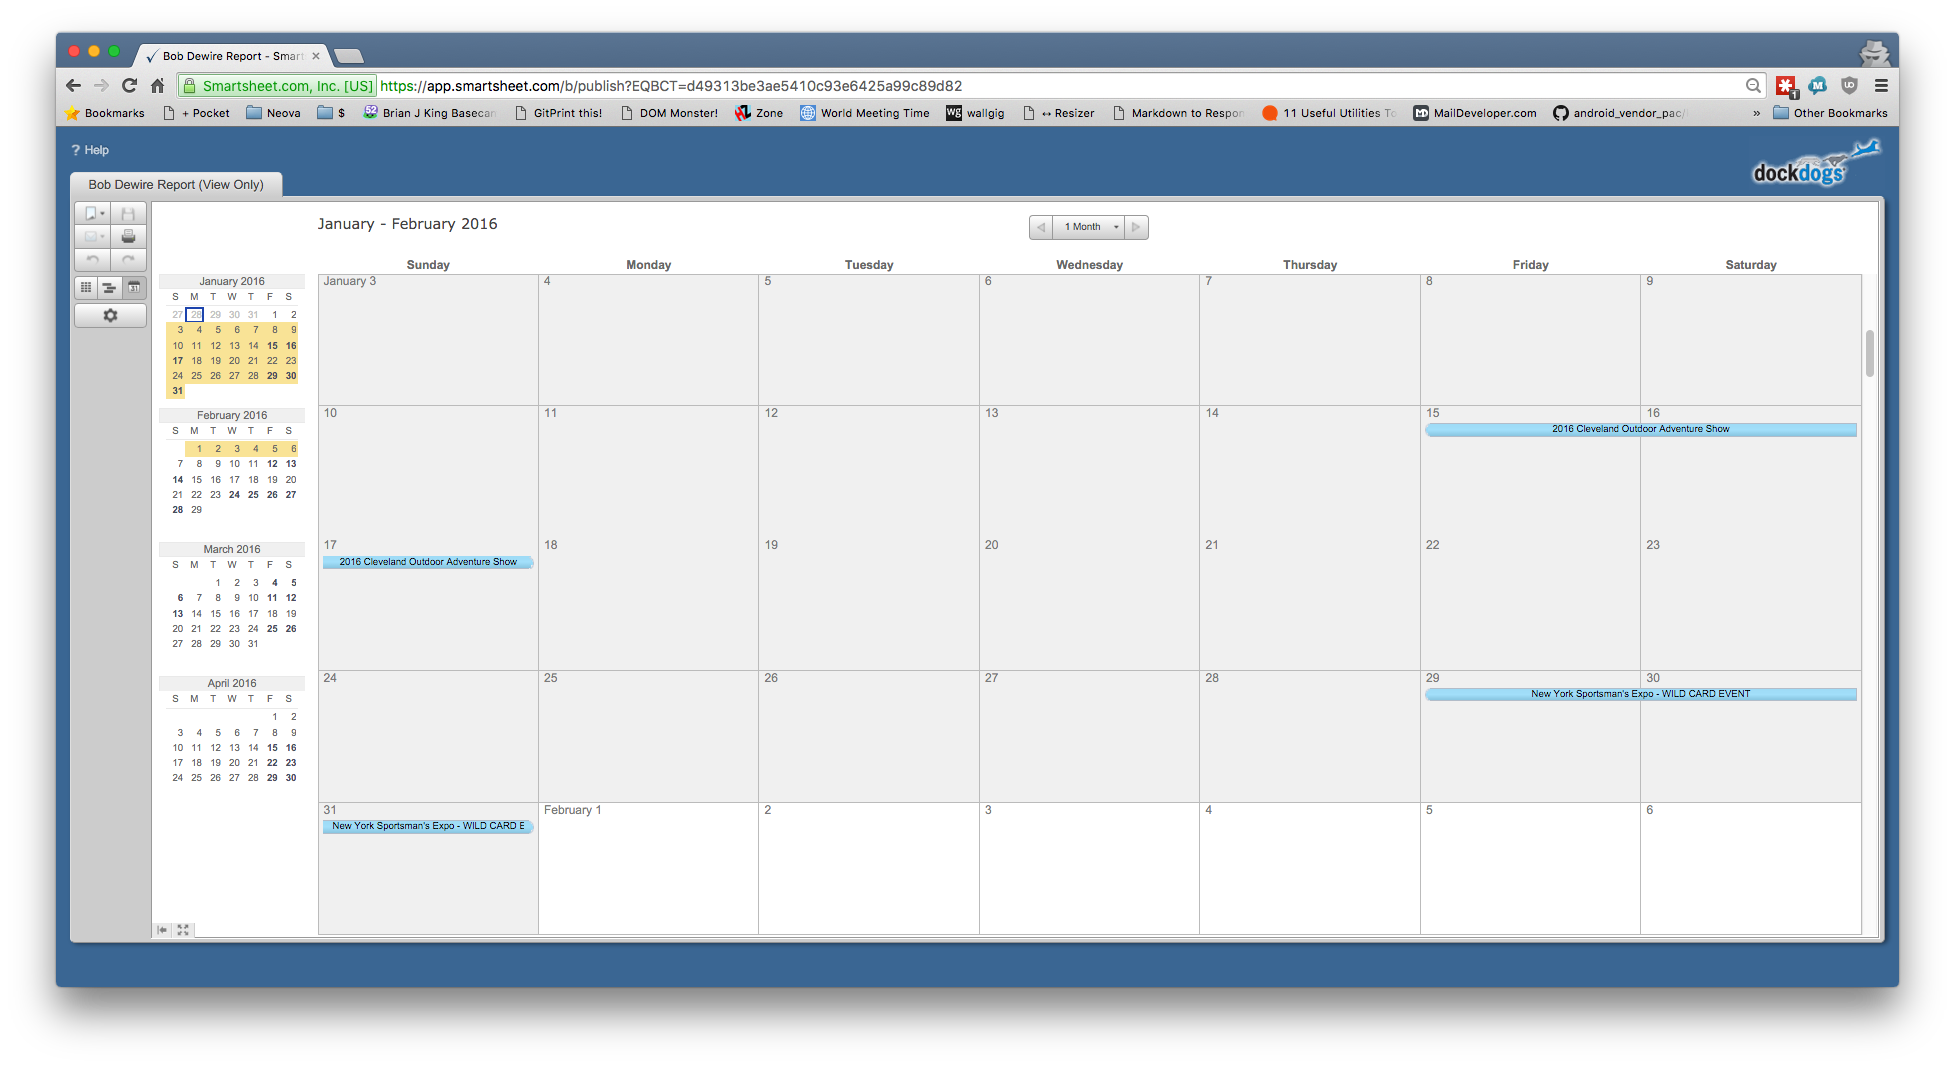 Bob Dewire Report - Smart
Smartsheet.com, Inc. [US] https://app.smartsheet.com/b/publish?EQBCT=d49313be3ae5410c93e6425a99c89d82
Bookmarks + Pocket Neova $ Brian J King Basecam GitPrint this! DOM Monster! Zone World Meeting Time wg wallgig ↔ Resizer Markdown to Respon 11 Useful Utilities To MD MailDeveloper.com android_vendor_pac/ » Other Bookmarks
? Help
dockdogs
Bob Dewire Report (View Only)
January - February 2016
1 Month
Sunday Monday Tuesday Wednesday Thursday Friday Saturday
January 2016
S M T W T F S
27 28 29 30 31 1 2
3 4 5 6 7 8 9
10 11 12 13 14 15 16
17 18 19 20 21 22 23
24 25 26 27 28 29 30
31
February 2016
S M T W T F S
1 2 3 4 5 6
7 8 9 10 11 12 13
14 15 16 17 18 19 20
21 22 23 24 25 26 27
28 29
March 2016
S M T W T F S
1 2 3 4 5
6 7 8 9 10 11 12
13 14 15 16 17 18 19
20 21 22 23 24 25 26
27 28 29 30 31
April 2016
S M T W T F S
1 2
3 4 5 6 7 8 9
10 11 12 13 14 15 16
17 18 19 20 21 22 23
24 25 26 27 28 29 30
January 3 4 5 6 7 8 9
10 11 12 13 14 15 16
2016 Cleveland Outdoor Adventure Show
17 18 19 20 21 22 23
2016 Cleveland Outdoor Adventure Show
24 25 26 27 28 29 30
New York Sportsman's Expo - WILD CARD EVENT
31 February 1 2 3 4 5 6
New York Sportsman's Expo - WILD CARD E